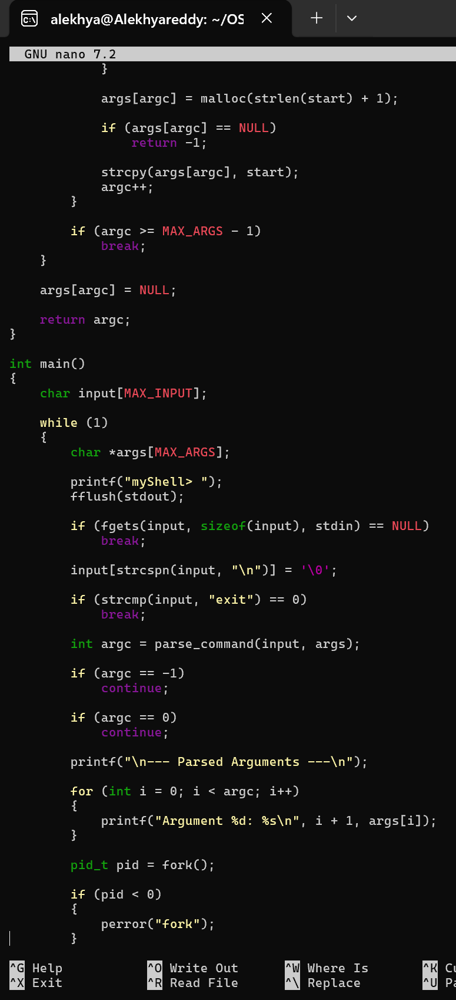 alekhya@Alekhyareddy: ~/OS
GNU nano 7.2
            }

            args[argc] = malloc(strlen(start) + 1);

            if (args[argc] == NULL)
                return -1;

            strcpy(args[argc], start);
            argc++;
        }

        if (argc >= MAX_ARGS - 1)
            break;
    }

    args[argc] = NULL;

    return argc;
}

int main()
{
    char input[MAX_INPUT];

    while (1)
    {
        char *args[MAX_ARGS];

        printf("myShell> ");
        fflush(stdout);

        if (fgets(input, sizeof(input), stdin) == NULL)
            break;

        input[strcspn(input, "\n")] = '\0';

        if (strcmp(input, "exit") == 0)
            break;

        int argc = parse_command(input, args);

        if (argc == -1)
            continue;

        if (argc == 0)
            continue;

        printf("\n--- Parsed Arguments ---\n");

        for (int i = 0; i < argc; i++)
        {
            printf("Argument %d: %s\n", i + 1, args[i]);
        }

        pid_t pid = fork();

        if (pid < 0)
        {
            perror("fork");
        }

^G Help ^O Write Out ^W Where Is ^K Cu
^X Exit ^R Read File ^\ Replace ^U Pa